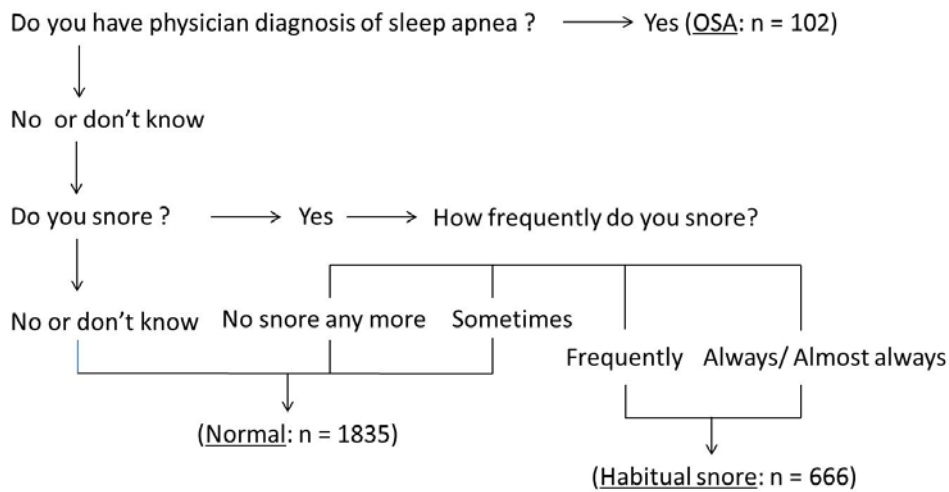 Do you have physician diagnosis of sleep apnea ? Yes (OSA: n = 102)
No or don't know
Do you snore ? Yes How frequently do you snore?
No or don't know No snore any more Sometimes
Frequently Always/ Almost always
(Normal: n = 1835)
(Habitual snore: n = 666)